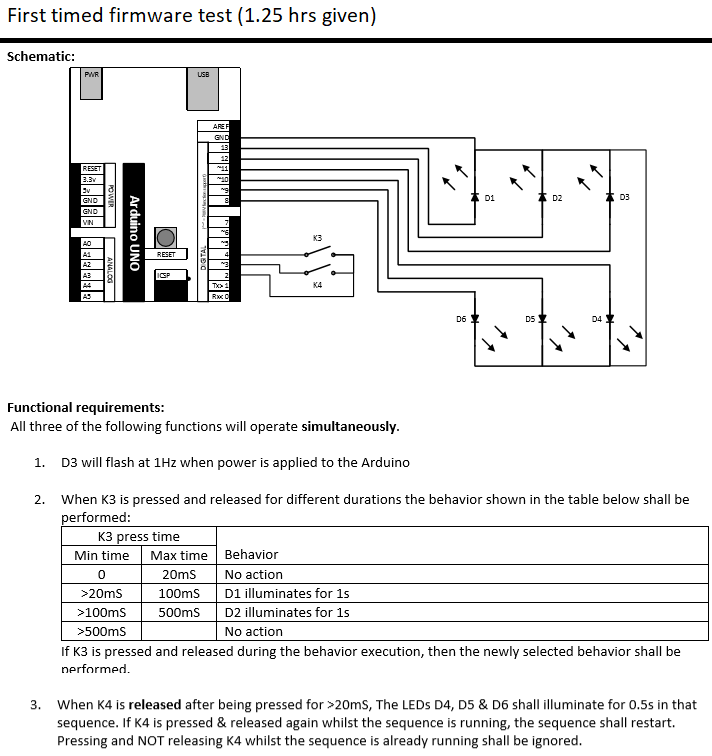 First timed firmware test (1.25 hrs given)
Schematic:
PWR
USB
AREF
GND
13
12
~11
~10
~9
8
7
~6
~5
4
~3
2
Tx> 1
Rx< 0
DIGITAL
RESET
3.3v
5v
GND
GND
VIN
POWER
A0
A1
A2
A3
A4
A5
ANALOG
Arduino UNO
RESET
ICSP
K3
K4
D1
D2
D3
D6
D5
D4
Functional requirements:
All three of the following functions will operate simultaneously.
1. D3 will flash at 1Hz when power is applied to the Arduino
2. When K3 is pressed and released for different durations the behavior shown in the table below shall be
performed:
K3 press time
Min time Max time Behavior
0 20mS No action
>20mS 100mS D1 illuminates for 1s
>100mS 500mS D2 illuminates for 1s
>500mS No action
If K3 is pressed and released during the behavior execution, then the newly selected behavior shall be
performed.
3. When K4 is released after being pressed for >20mS, The LEDs D4, D5 & D6 shall illuminate for 0.5s in that
sequence. If K4 is pressed & released again whilst the sequence is running, the sequence shall restart.
Pressing and NOT releasing K4 whilst the sequence is already running shall be ignored.